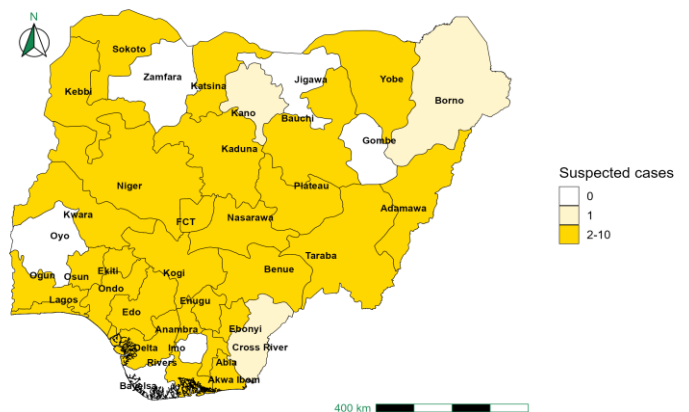 N
Sokoto
Zamfara
Jigawa
Yobe
Kebbi
Katsina
Borno
Kano
Bauchi
Gombe
Kaduna
Niger
Plateau
Adamawa
Kwara
FCT
Nasarawa
Oyo
Taraba
Ogun
Osun
Ekiti
Kogi
Benue
Ondo
Lagos
Edo
Enugu
Anambra
Ebonyi
Delta
Imo
Cross River
Rivers
Abia
Bayelsa
Akwa Ibom
Suspected cases
0
1
2-10
400 km